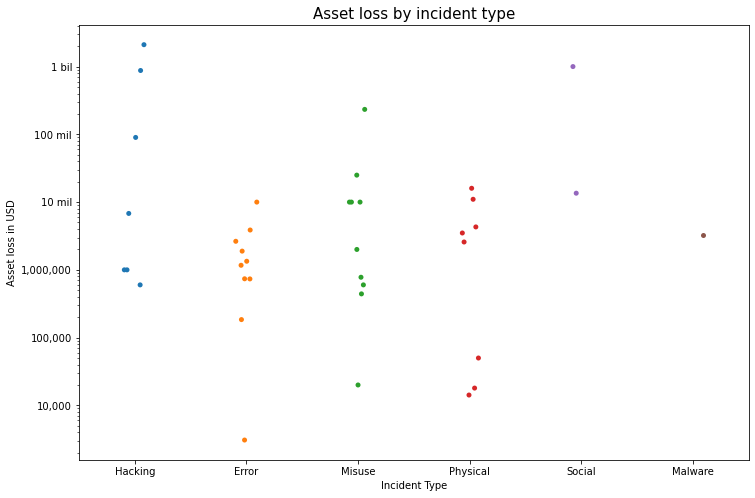 Asset loss by incident type
1 bil
100 mil
10 mil
1,000,000
100,000
10,000
Asset loss in USD
Hacking
Error
Misuse
Physical
Social
Malware
Incident Type